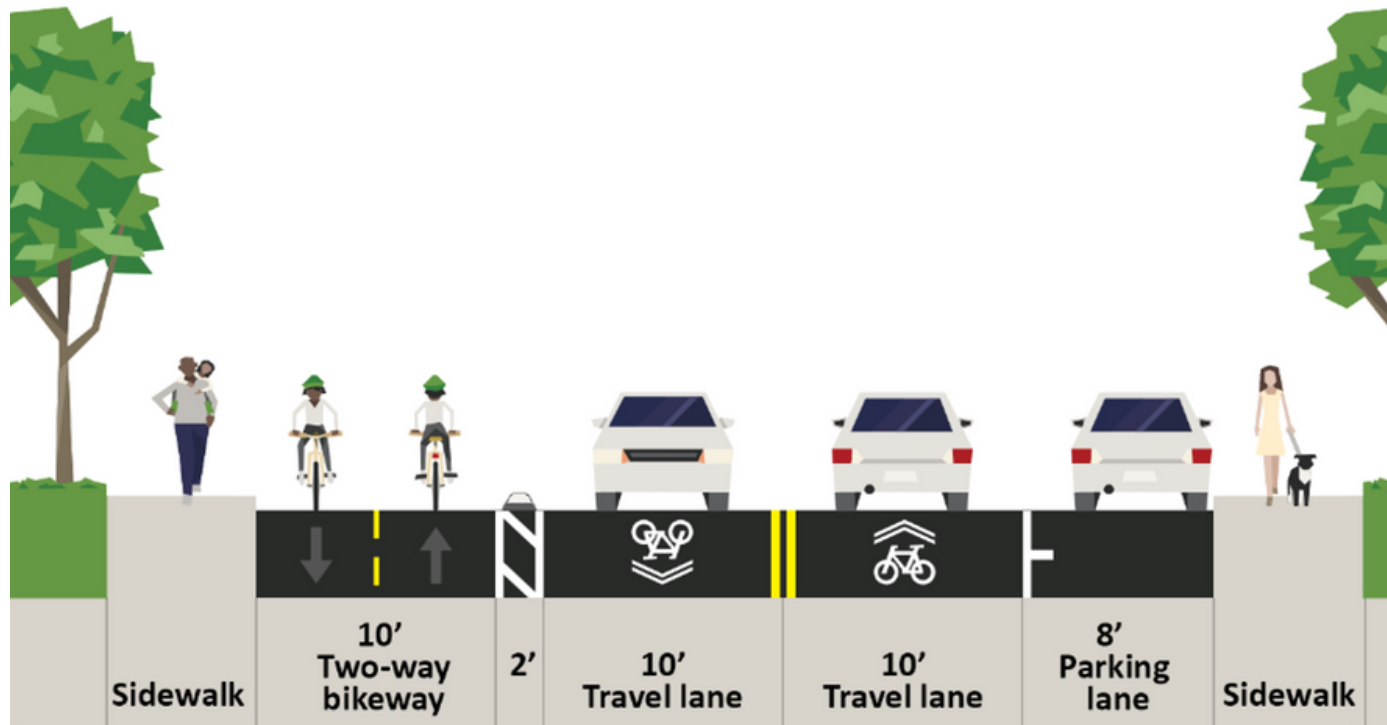 Sidewalk
10’
Two-way
bikeway
2’
10’
Travel lane
10’
Travel lane
8’
Parking
lane
Sidewalk